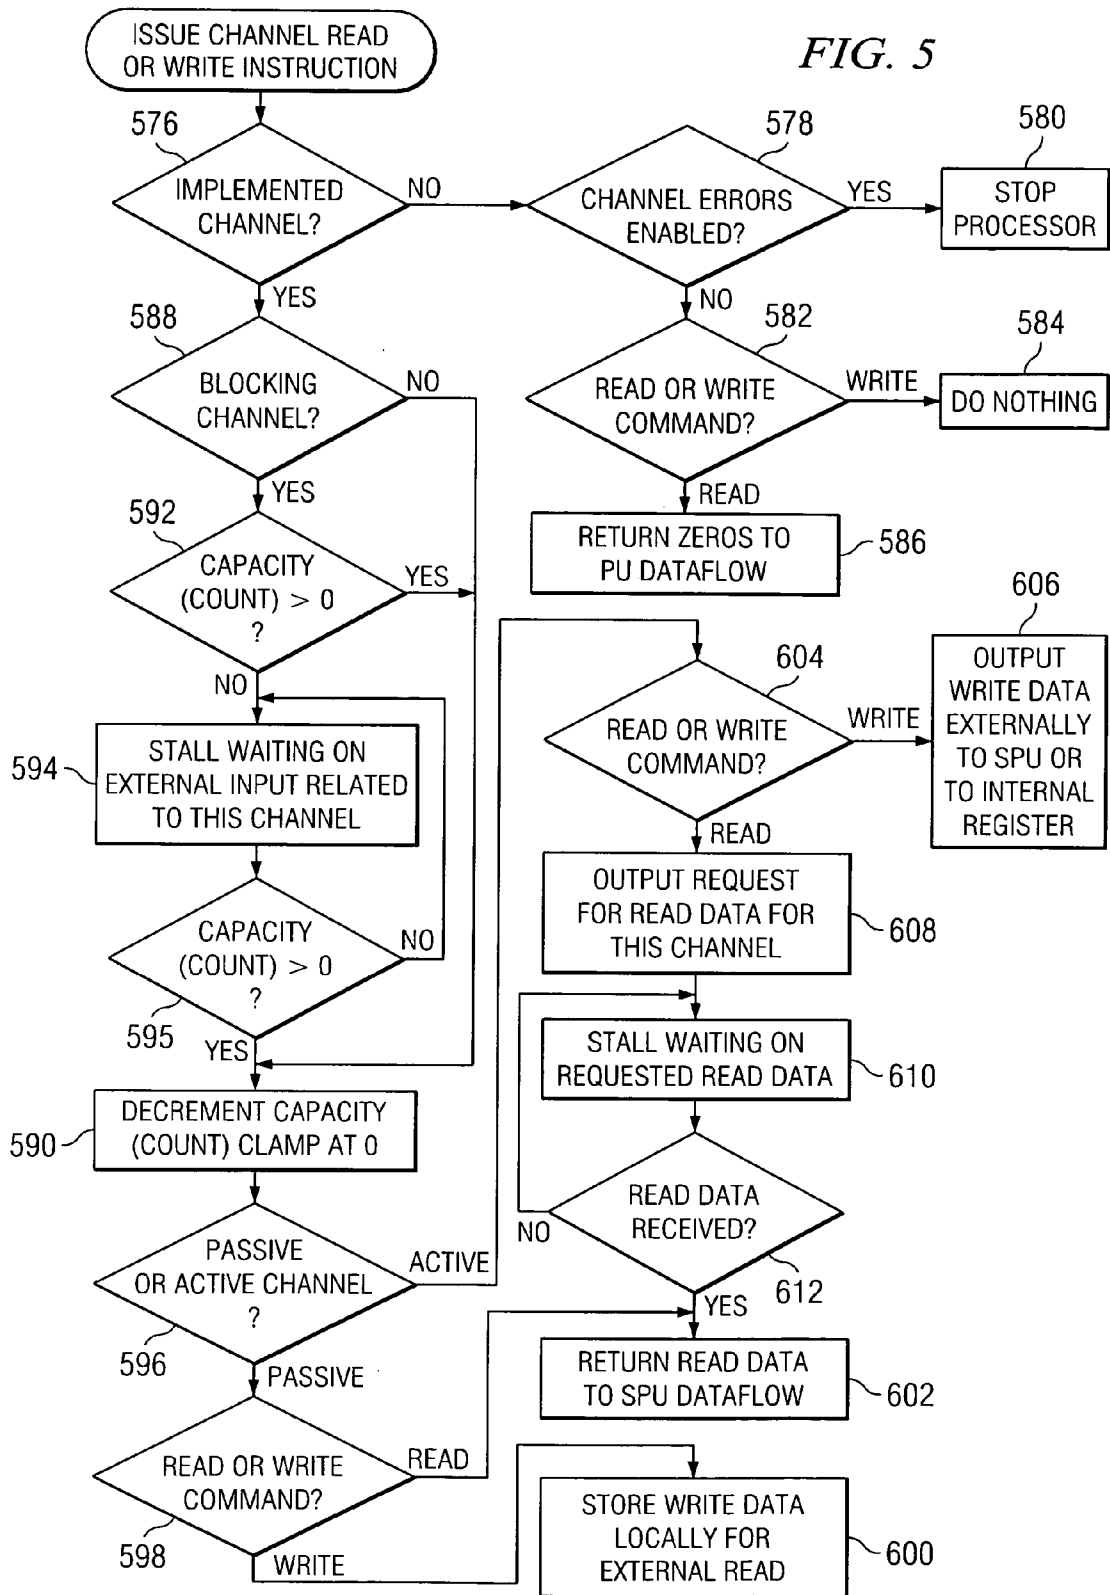 ISSUE CHANNEL READ
OR WRITE INSTRUCTION
FIG. 5
576
IMPLEMENTED
CHANNEL?
NO
YES
578
CHANNEL ERRORS
ENABLED?
YES
NO
580
STOP
PROCESSOR
588
BLOCKING
CHANNEL?
NO
YES
582
READ OR WRITE
COMMAND?
WRITE
READ
584
DO NOTHING
RETURN ZEROS TO
PU DATAFLOW
586
592
CAPACITY
(COUNT) > 0
?
YES
NO
594
STALL WAITING ON
EXTERNAL INPUT RELATED
TO THIS CHANNEL
CAPACITY
(COUNT) > 0
?
NO
595
YES
590
DECREMENT CAPACITY
(COUNT) CLAMP AT 0
PASSIVE
OR ACTIVE CHANNEL
?
ACTIVE
596
PASSIVE
READ OR WRITE
COMMAND?
READ
598
WRITE
604
READ OR WRITE
COMMAND?
WRITE
READ
606
OUTPUT
WRITE DATA
EXTERNALLY
TO SPU OR
TO INTERNAL
REGISTER
OUTPUT REQUEST
FOR READ DATA FOR
THIS CHANNEL
608
STALL WAITING ON
REQUESTED READ DATA
610
READ DATA
RECEIVED?
NO
612
YES
RETURN READ DATA
TO SPU DATAFLOW
602
STORE WRITE DATA
LOCALLY FOR
EXTERNAL READ
600